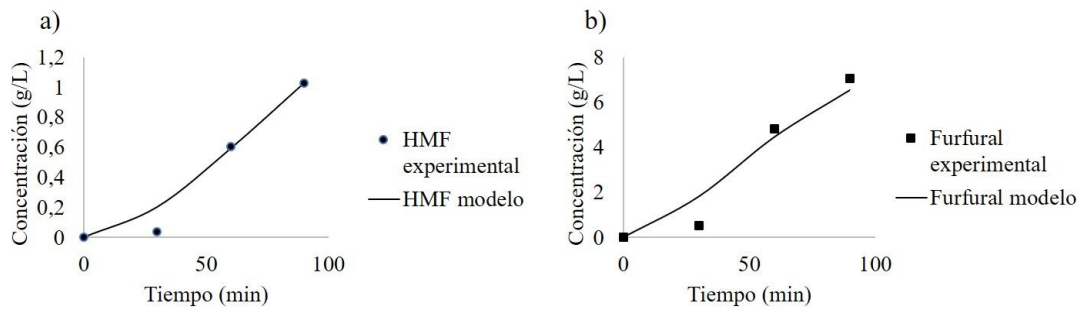 a)
Concentración (g/L)
1,2
1
0,8
0,6
0,4
0,2
0
0
50
100
Tiempo (min)
HMF
experimental
HMF modelo
b)
Concentración (g/L)
8
6
4
2
0
0
50
100
Tiempo (min)
Furfural
experimental
Furfural modelo